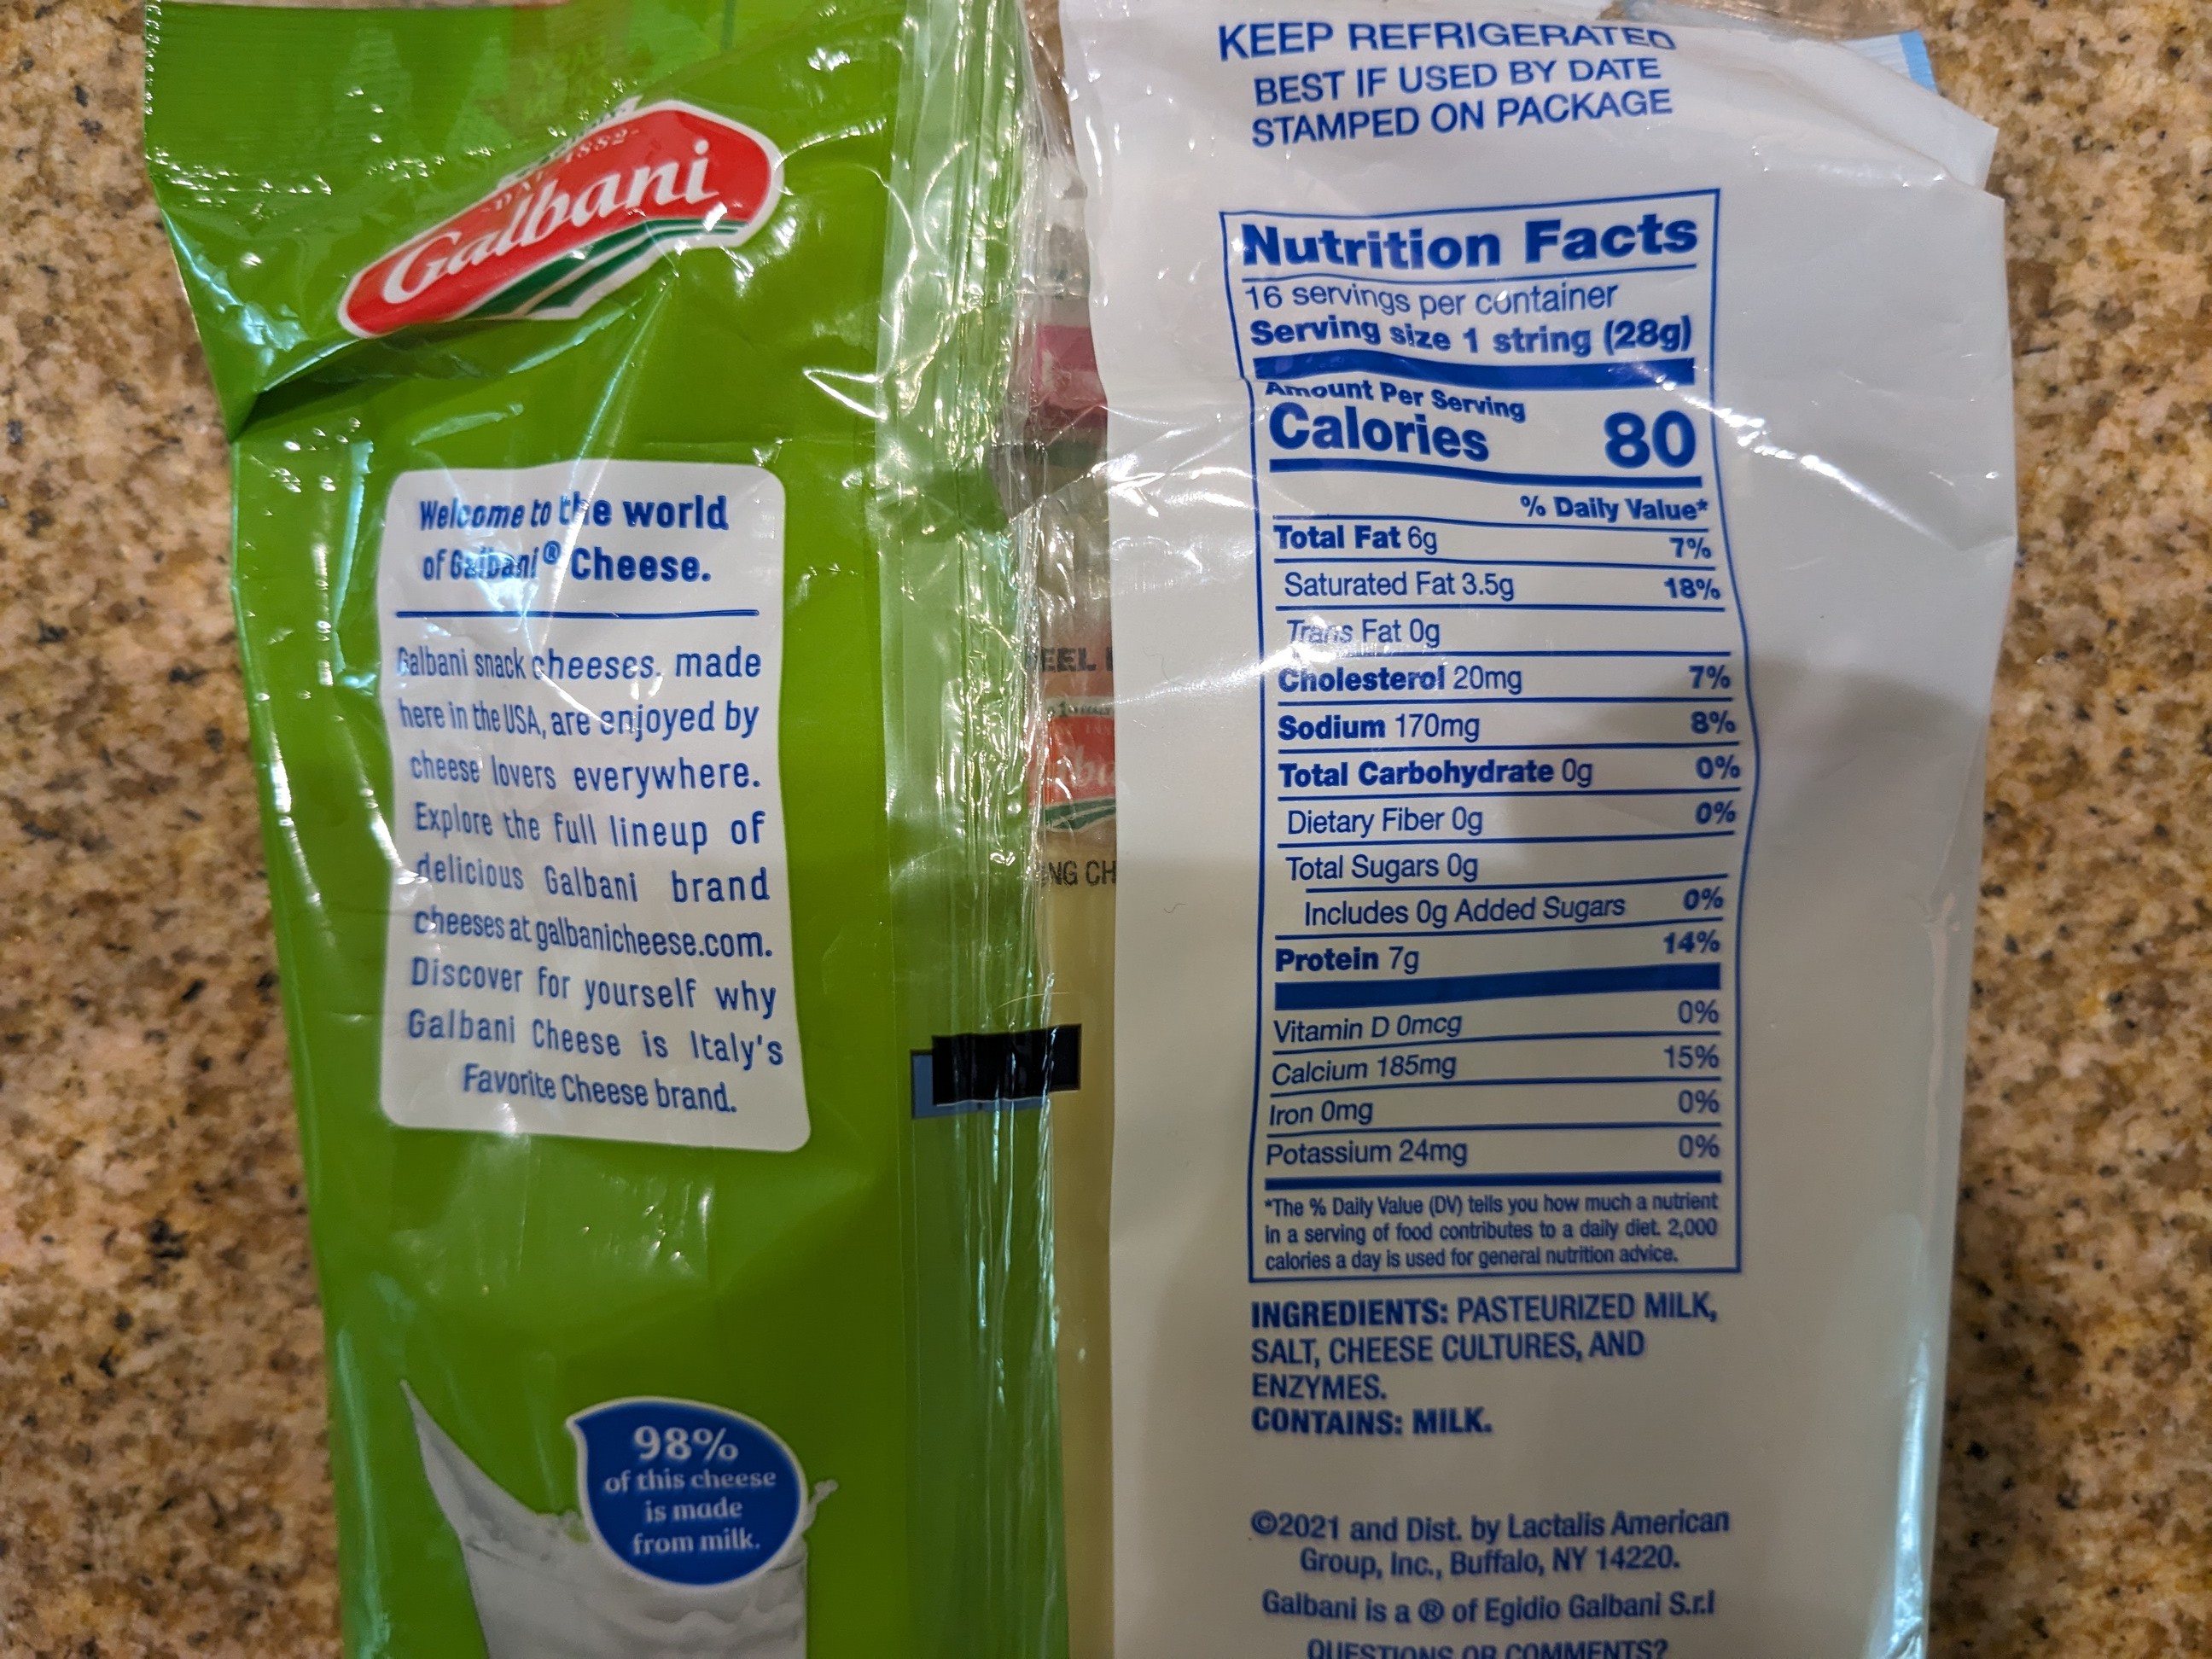 -1882-
Galbani
Welcome to the world
of Galbani® Cheese.
Galbani snack cheeses, made
here in the USA, are enjoyed by
cheese lovers everywhere.
Explore the full lineup of
delicious Galbani brand
cheeses at galbanicheese.com.
Discover for yourself why
Galbani Cheese is Italy's
Favorite Cheese brand.
98%
of this cheese
is made
from milk.
EEL
NG CH
KEEP REFRIGERATED
BEST IF USED BY DATE
STAMPED ON PACKAGE
Nutrition Facts
16 servings per container
Serving size 1 string (28g)
Amount Per Serving
Calories 80
% Daily Value*
Total Fat 6g 7%
Saturated Fat 3.5g 18%
Trans Fat 0g
Cholesterol 20mg 7%
Sodium 170mg 8%
Total Carbohydrate 0g 0%
Dietary Fiber 0g 0%
Total Sugars 0g
Includes 0g Added Sugars 0%
Protein 7g 14%
Vitamin D 0mcg 0%
Calcium 185mg 15%
Iron 0mg 0%
Potassium 24mg 0%
*The % Daily Value (DV) tells you how much a nutrient
in a serving of food contributes to a daily diet. 2,000
calories a day is used for general nutrition advice.
INGREDIENTS: PASTEURIZED MILK,
SALT, CHEESE CULTURES, AND
ENZYMES.
CONTAINS: MILK.
©2021 and Dist. by Lactalis American
Group, Inc., Buffalo, NY 14220.
Galbani is a ® of Egidio Galbani S.r.l
QUESTIONS OR COMMENTS?